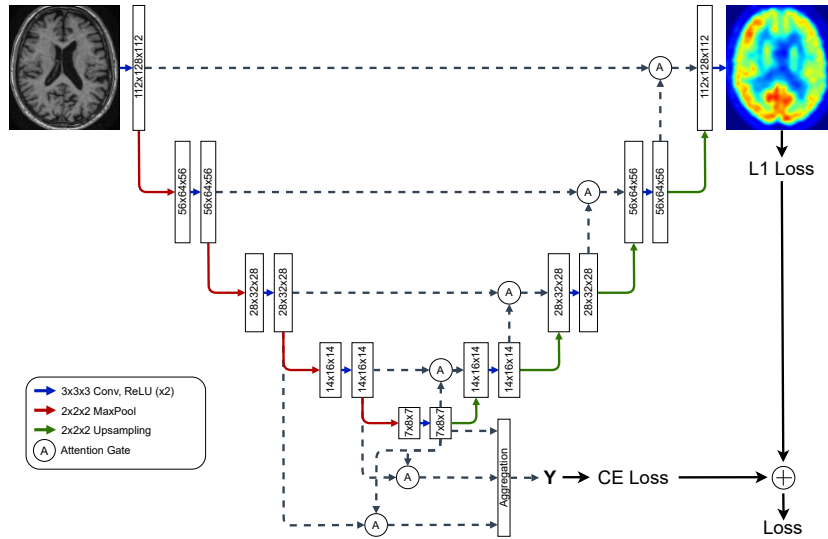 112x128x112
A
112x128x112
L1 Loss
56x64x56
56x64x56
A
56x64x56
56x64x56
28x32x28
28x32x28
A
28x32x28
28x32x28
14x16x14
14x16x14
A
14x16x14
14x16x14
7x8x7
7x8x7
3x3x3 Conv, ReLU (x2)
2x2x2 MaxPool
2x2x2 Upsampling
A Attention Gate
A
A
Aggregation
Y
CE Loss
Loss